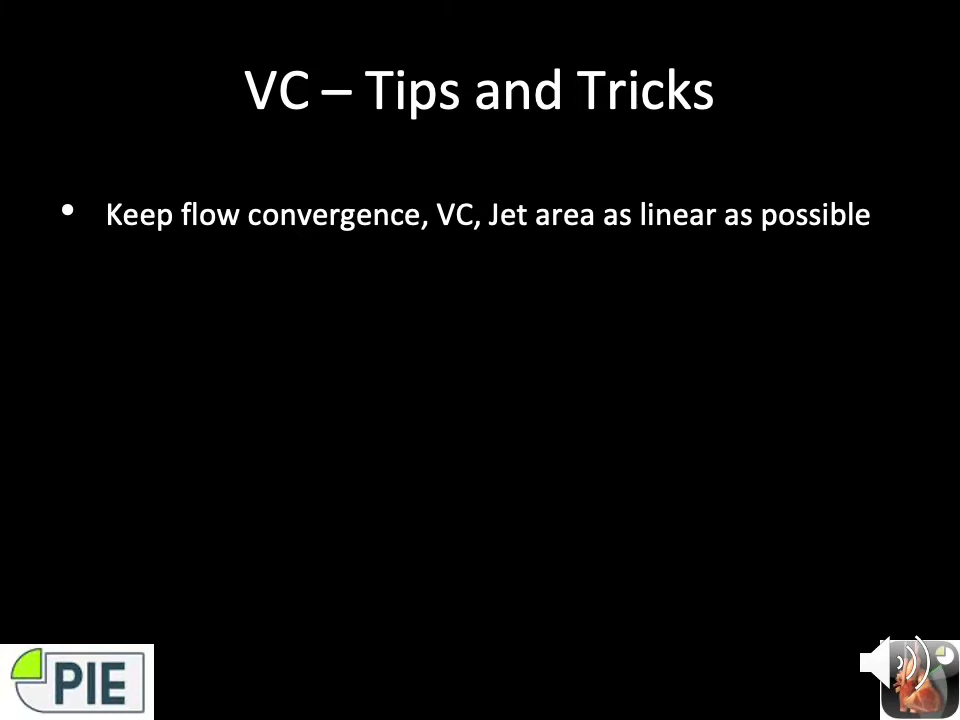 VC – Tips and Tricks
• Keep flow convergence, VC, Jet area as linear as possible
PIE